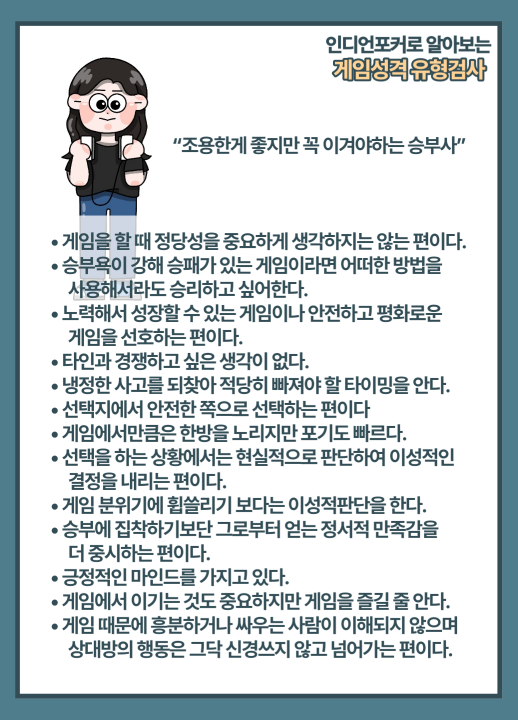 인디언포커로 알아보는
게임성격 유형검사
“조용한게 좋지만 꼭 이겨야하는 승부사”
• 게임을 할 때 정당성을 중요하게 생각하지는 않는 편이다.
• 승부욕이 강해 승패가 있는 게임이라면 어떠한 방법을
사용해서라도 승리하고 싶어한다.
• 노력해서 성장할 수 있는 게임이나 안전하고 평화로운
게임을 선호하는 편이다.
• 타인과 경쟁하고 싶은 생각이 없다.
• 냉정한 사고를 되찾아 적당히 빠져야 할 타이밍을 안다.
• 선택지에서 안전한 쪽으로 선택하는 편이다
• 게임에서만큼은 한방을 노리지만 포기도 빠르다.
• 선택을 하는 상황에서는 현실적으로 판단하여 이성적인
결정을 내리는 편이다.
• 게임 분위기에 휩쓸리기 보다는 이성적판단을 한다.
• 승부에 집착하기보단 그로부터 얻는 정서적 만족감을
더 중시하는 편이다.
• 긍정적인 마인드를 가지고 있다.
• 게임에서 이기는 것도 중요하지만 게임을 즐길 줄 안다.
• 게임 때문에 흥분하거나 싸우는 사람이 이해되지 않으며
상대방의 행동은 그닥 신경쓰지 않고 넘어가는 편이다.